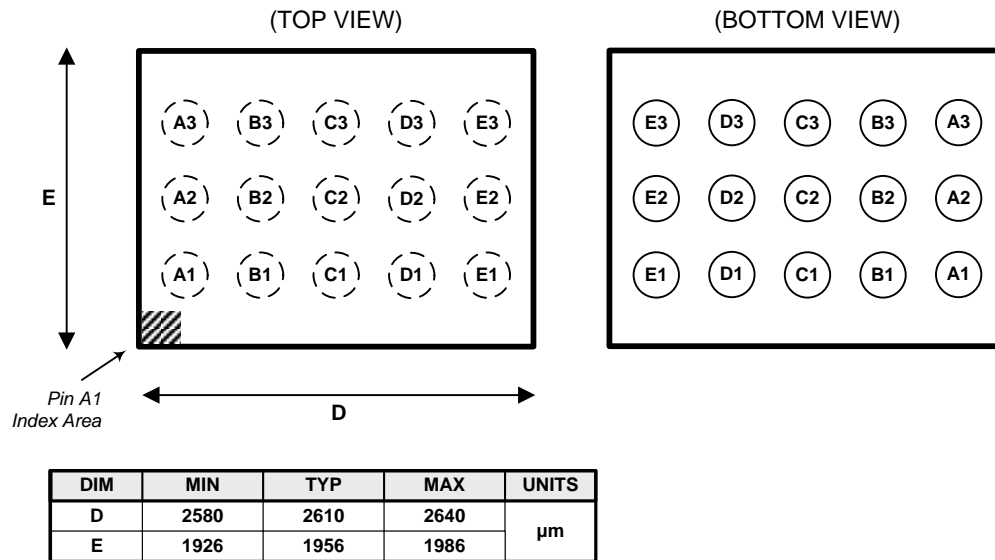 (TOP VIEW)
A3 B3 C3 D3 E3
A2 B2 C2 D2 E2
A1 B1 C1 D1 E1
E
D
Pin A1
Index Area
(BOTTOM VIEW)
E3 D3 C3 B3 A3
E2 D2 C2 B2 A2
E1 D1 C1 B1 A1
DIM MIN TYP MAX UNITS
D 2580 2610 2640 µm
E 1926 1956 1986